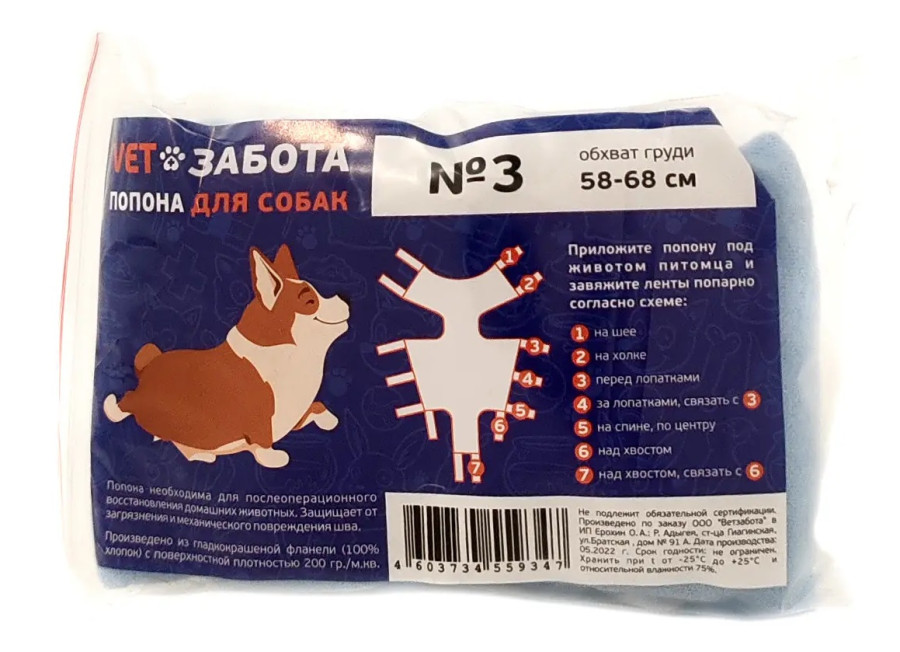 VET ЗАБОТА
ПОПОНА ДЛЯ СОБАК
№3
обхват груди
58-68 см
Приложите попону под
животом питомца и
завяжите ленты попарно
согласно схеме:
1 на шее
2 на холке
3 перед лопатками
4 за лопатками, связать с 3
5 на спине, по центру
6 над хвостом
7 над хвостом, связать с 6
1
2
3
4
5
6
7
Попона необходима для послеоперационного
восстановления домашних животных. Защищает от
загрязнения и механического повреждения шва.
Произведено из гладкокрашеной фланели (100%
хлопок) с поверхностной плотностью 200 гр./м.кв.
4 603734 559347
Не подлежит обязательной сертификации.
Произведено по заказу ООО "Ветзабота" в
ИП Ерохин О.А.; Р. Адыгея, ст-ца Гиагинская,
ул.Братская , дом № 91 А. Дата производства:
05.2022 г. Срок годности: не ограничен.
Хранить при t от -25°C до +25°C и
относительной влажности 75%.